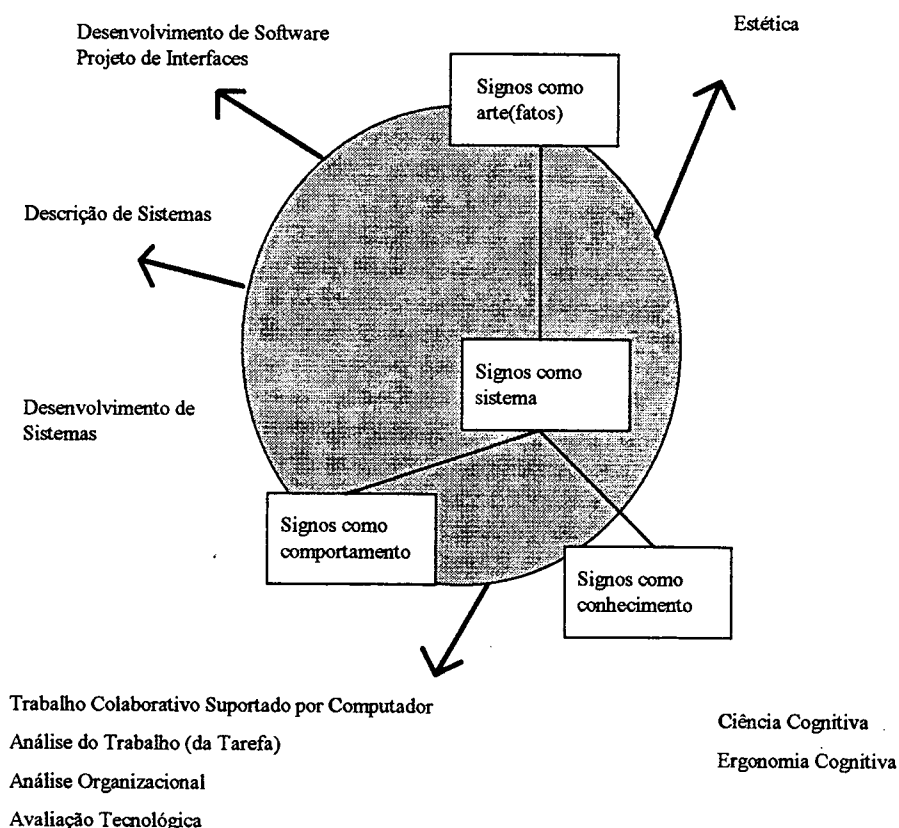 Desenvolvimento de Software
Projeto de Interfaces
Estética
Signos como
arte(fatos)
Descrição de Sistemas
Signos como
sistema
Desenvolvimento de
Sistemas
Signos como
comportamento
Signos como
conhecimento
Trabalho Colaborativo Suportado por Computador
Análise do Trabalho (da Tarefa)
Análise Organizacional
Avaliação Tecnológica
Ciência Cognitiva
Ergonomia Cognitiva